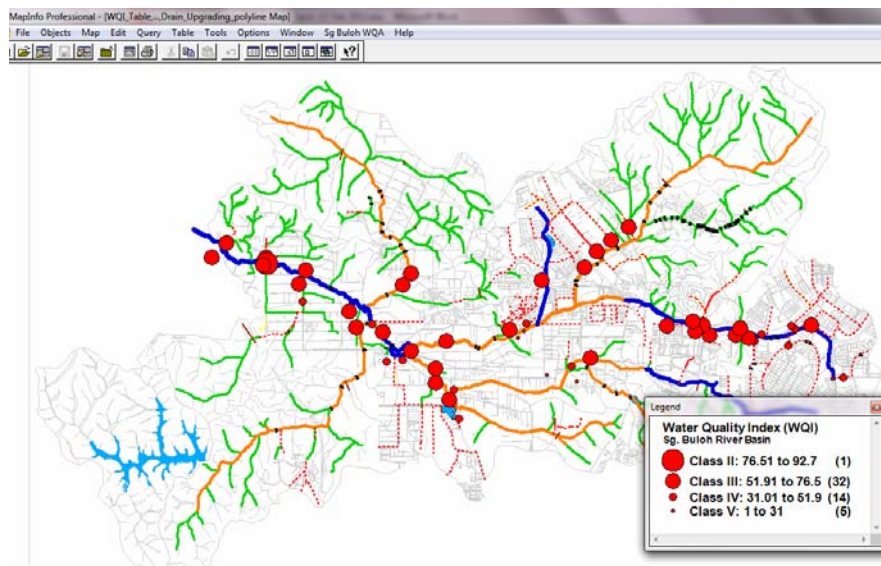 MapInfo Professional - [WQI_Table,...,Drain_Upgrading_polyline Map]
File Objects Map Edit Query Table Tools Options Window Sg Buloh WQA Help
Legend
Water Quality Index (WQI)
Sg. Buloh River Basin
Class II: 76.51 to 92.7 (1)
Class III: 51.91 to 76.5 (32)
Class IV: 31.01 to 51.9 (14)
Class V: 1 to 31 (5)